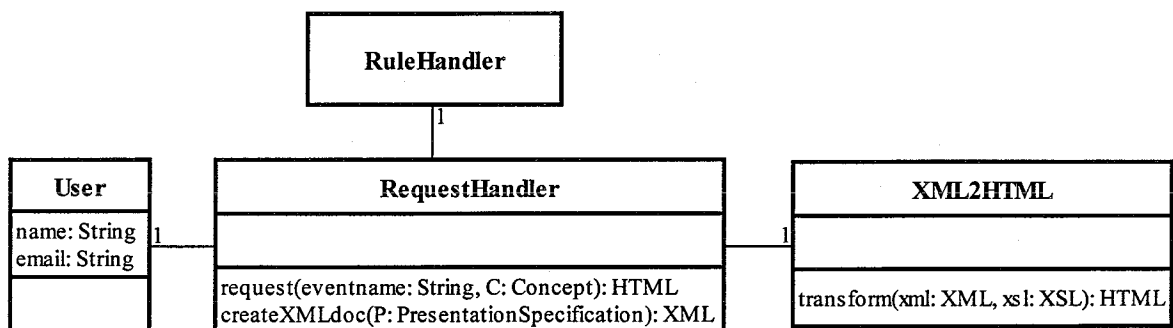 RuleHandler
1
User
name: String
email: String
1
RequestHandler
request(eventname: String, C: Concept): HTML
createXMLdoc(P: PresentationSpecification): XML
1
XML2HTML
transform(xml: XML, xsl: XSL): HTML